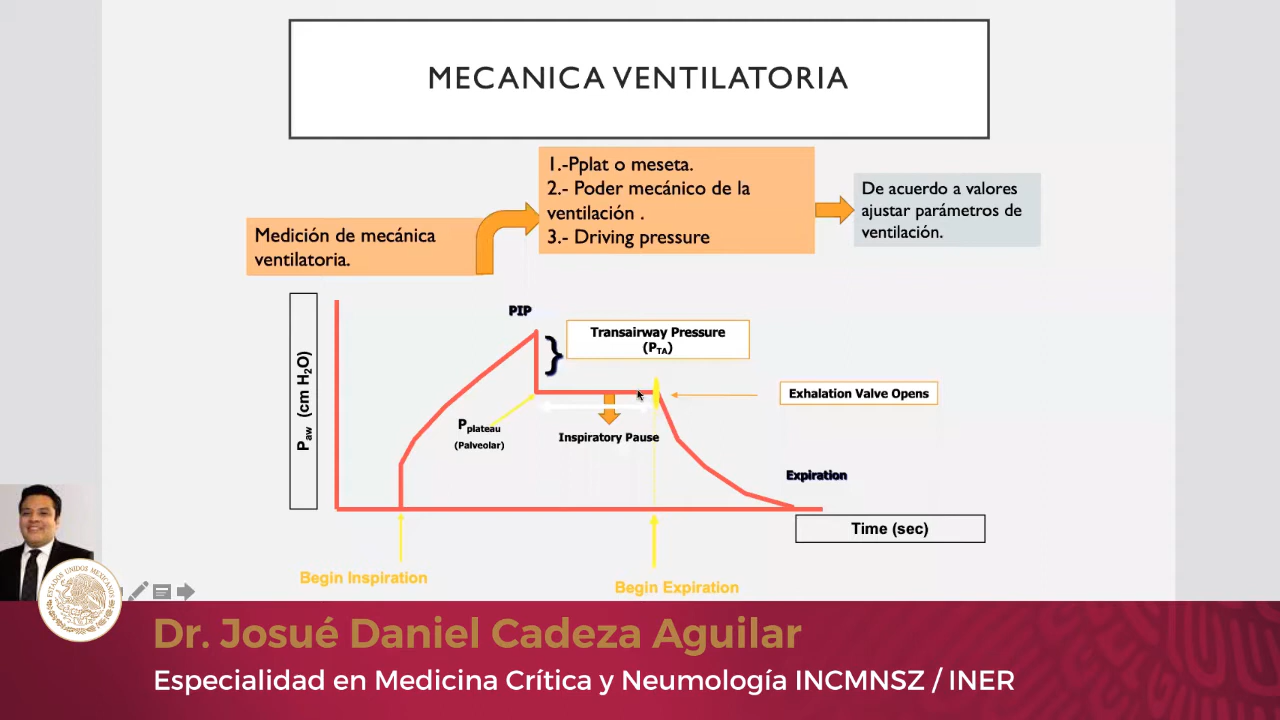 MECANICA VENTILATORIA
Medición de mecánica
ventilatoria.
1.-Pplat o meseta.
2.- Poder mecánico de la
ventilación .
3.- Driving pressure
De acuerdo a valores
ajustar parámetros de
ventilación.
Paw (cm H2O)
PIP
Transairway Pressure
(PTA)
Exhalation Valve Opens
Pplateau
(Palveolar)
Inspiratory Pause
Expiration
Time (sec)
Begin Inspiration
Begin Expiration
ESTADOS UNIDOS MEXICANOS
Dr. Josué Daniel Cadeza Aguilar
Especialidad en Medicina Crítica y Neumología INCMNSZ / INER